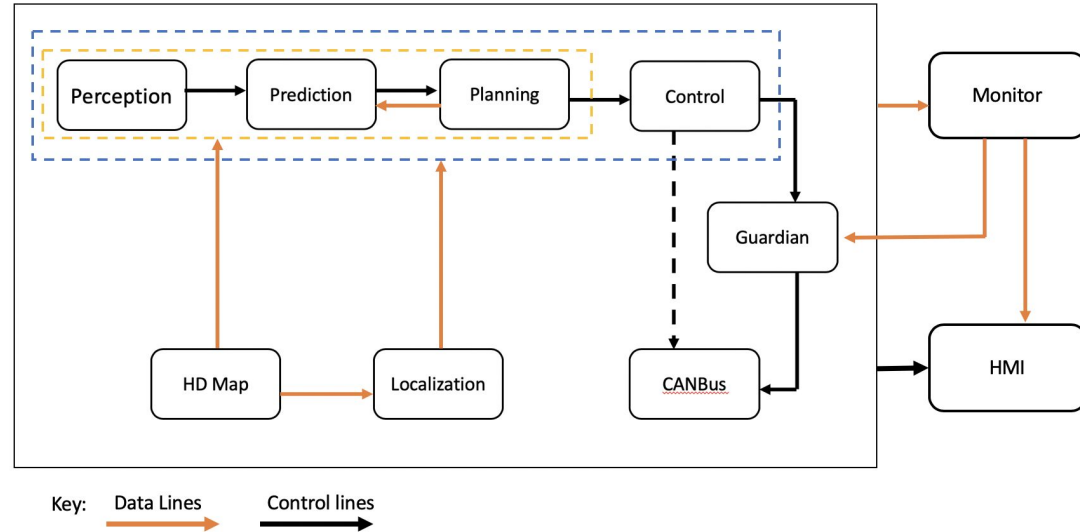 Perception
Prediction
Planning
Control
Monitor
Guardian
HD Map
Localization
CANBus
HMI
Key: Data Lines Control lines